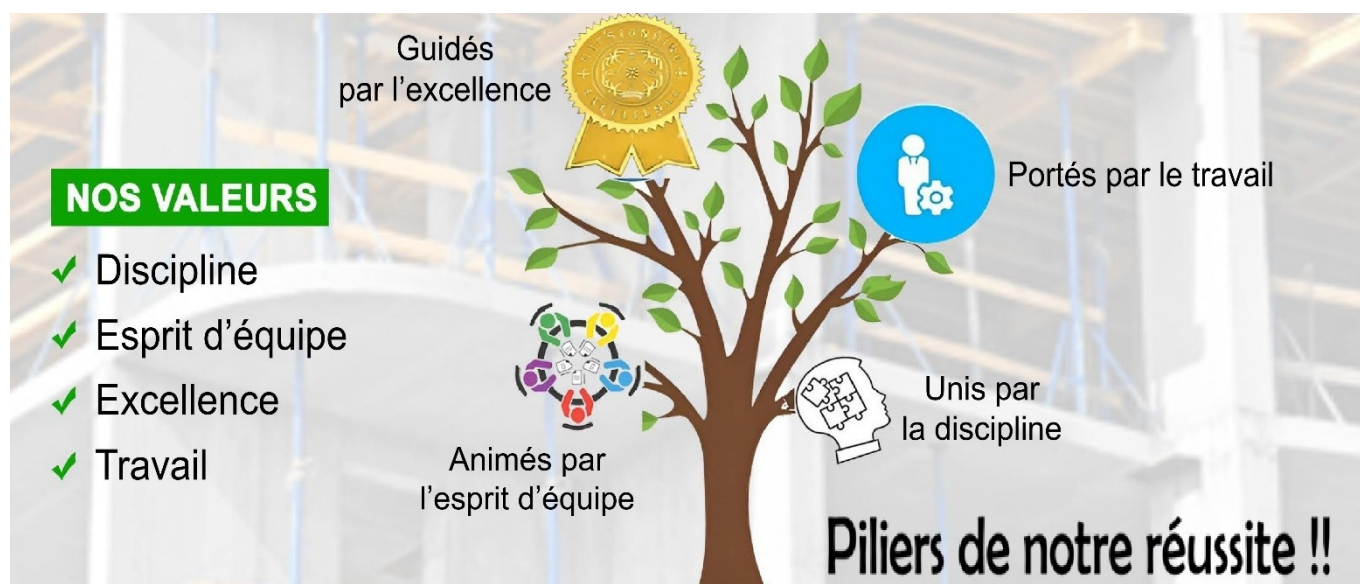 NOS VALEURS
Discipline
Esprit d'équipe
Excellence
Travail
Guidés
par l'excellence
Portés par le travail
Animés par
l'esprit d'équipe
Unis par
la discipline
Piliers de notre réussite !!